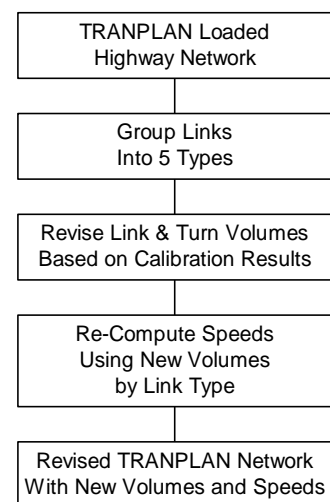 TRANPLAN Loaded
Highway Network
Group Links
Into 5 Types
Revise Link & Turn Volumes
Based on Calibration Results
Re-Compute Speeds
Using New Volumes
by Link Type
Revised TRANPLAN Network
With New Volumes and Speeds